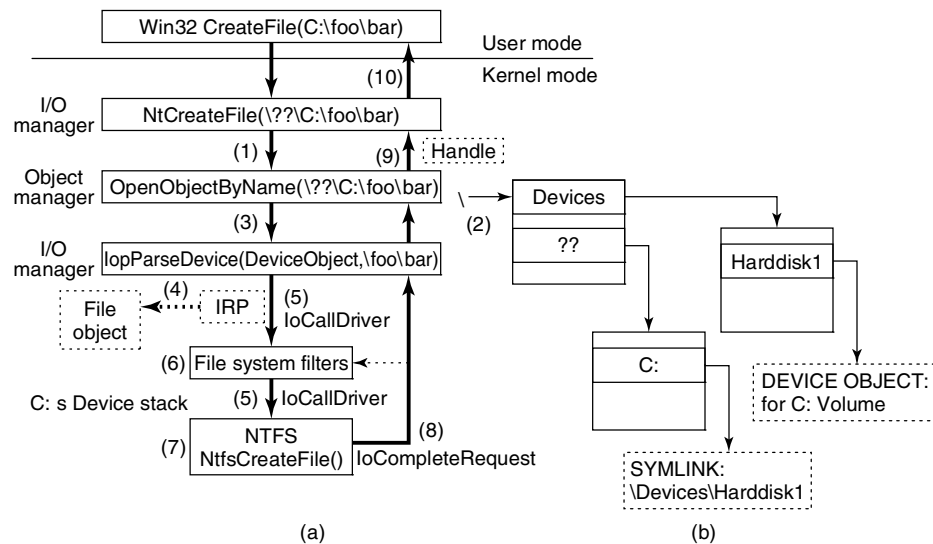 Win32 CreateFile(C:\foo\bar)
User mode
Kernel mode
(10)
I/O
manager
NtCreateFile(\??\C:\foo\bar)
(1)
(9)
Handle
Object
manager
OpenObjectByName(\??\C:\foo\bar)
(3)
I/O
manager
IopParseDevice(DeviceObject,\foo\bar)
(4)
File
object
IRP
(5)
IoCallDriver
(6)
File system filters
C: s Device stack
(5)
IoCallDriver
(7)
NTFS
NtfsCreateFile()
(8)
IoCompleteRequest
(a)
\
(2)
Devices
??
Harddisk1
C:
DEVICE OBJECT:
for C: Volume
SYMLINK:
\Devices\Harddisk1
(b)